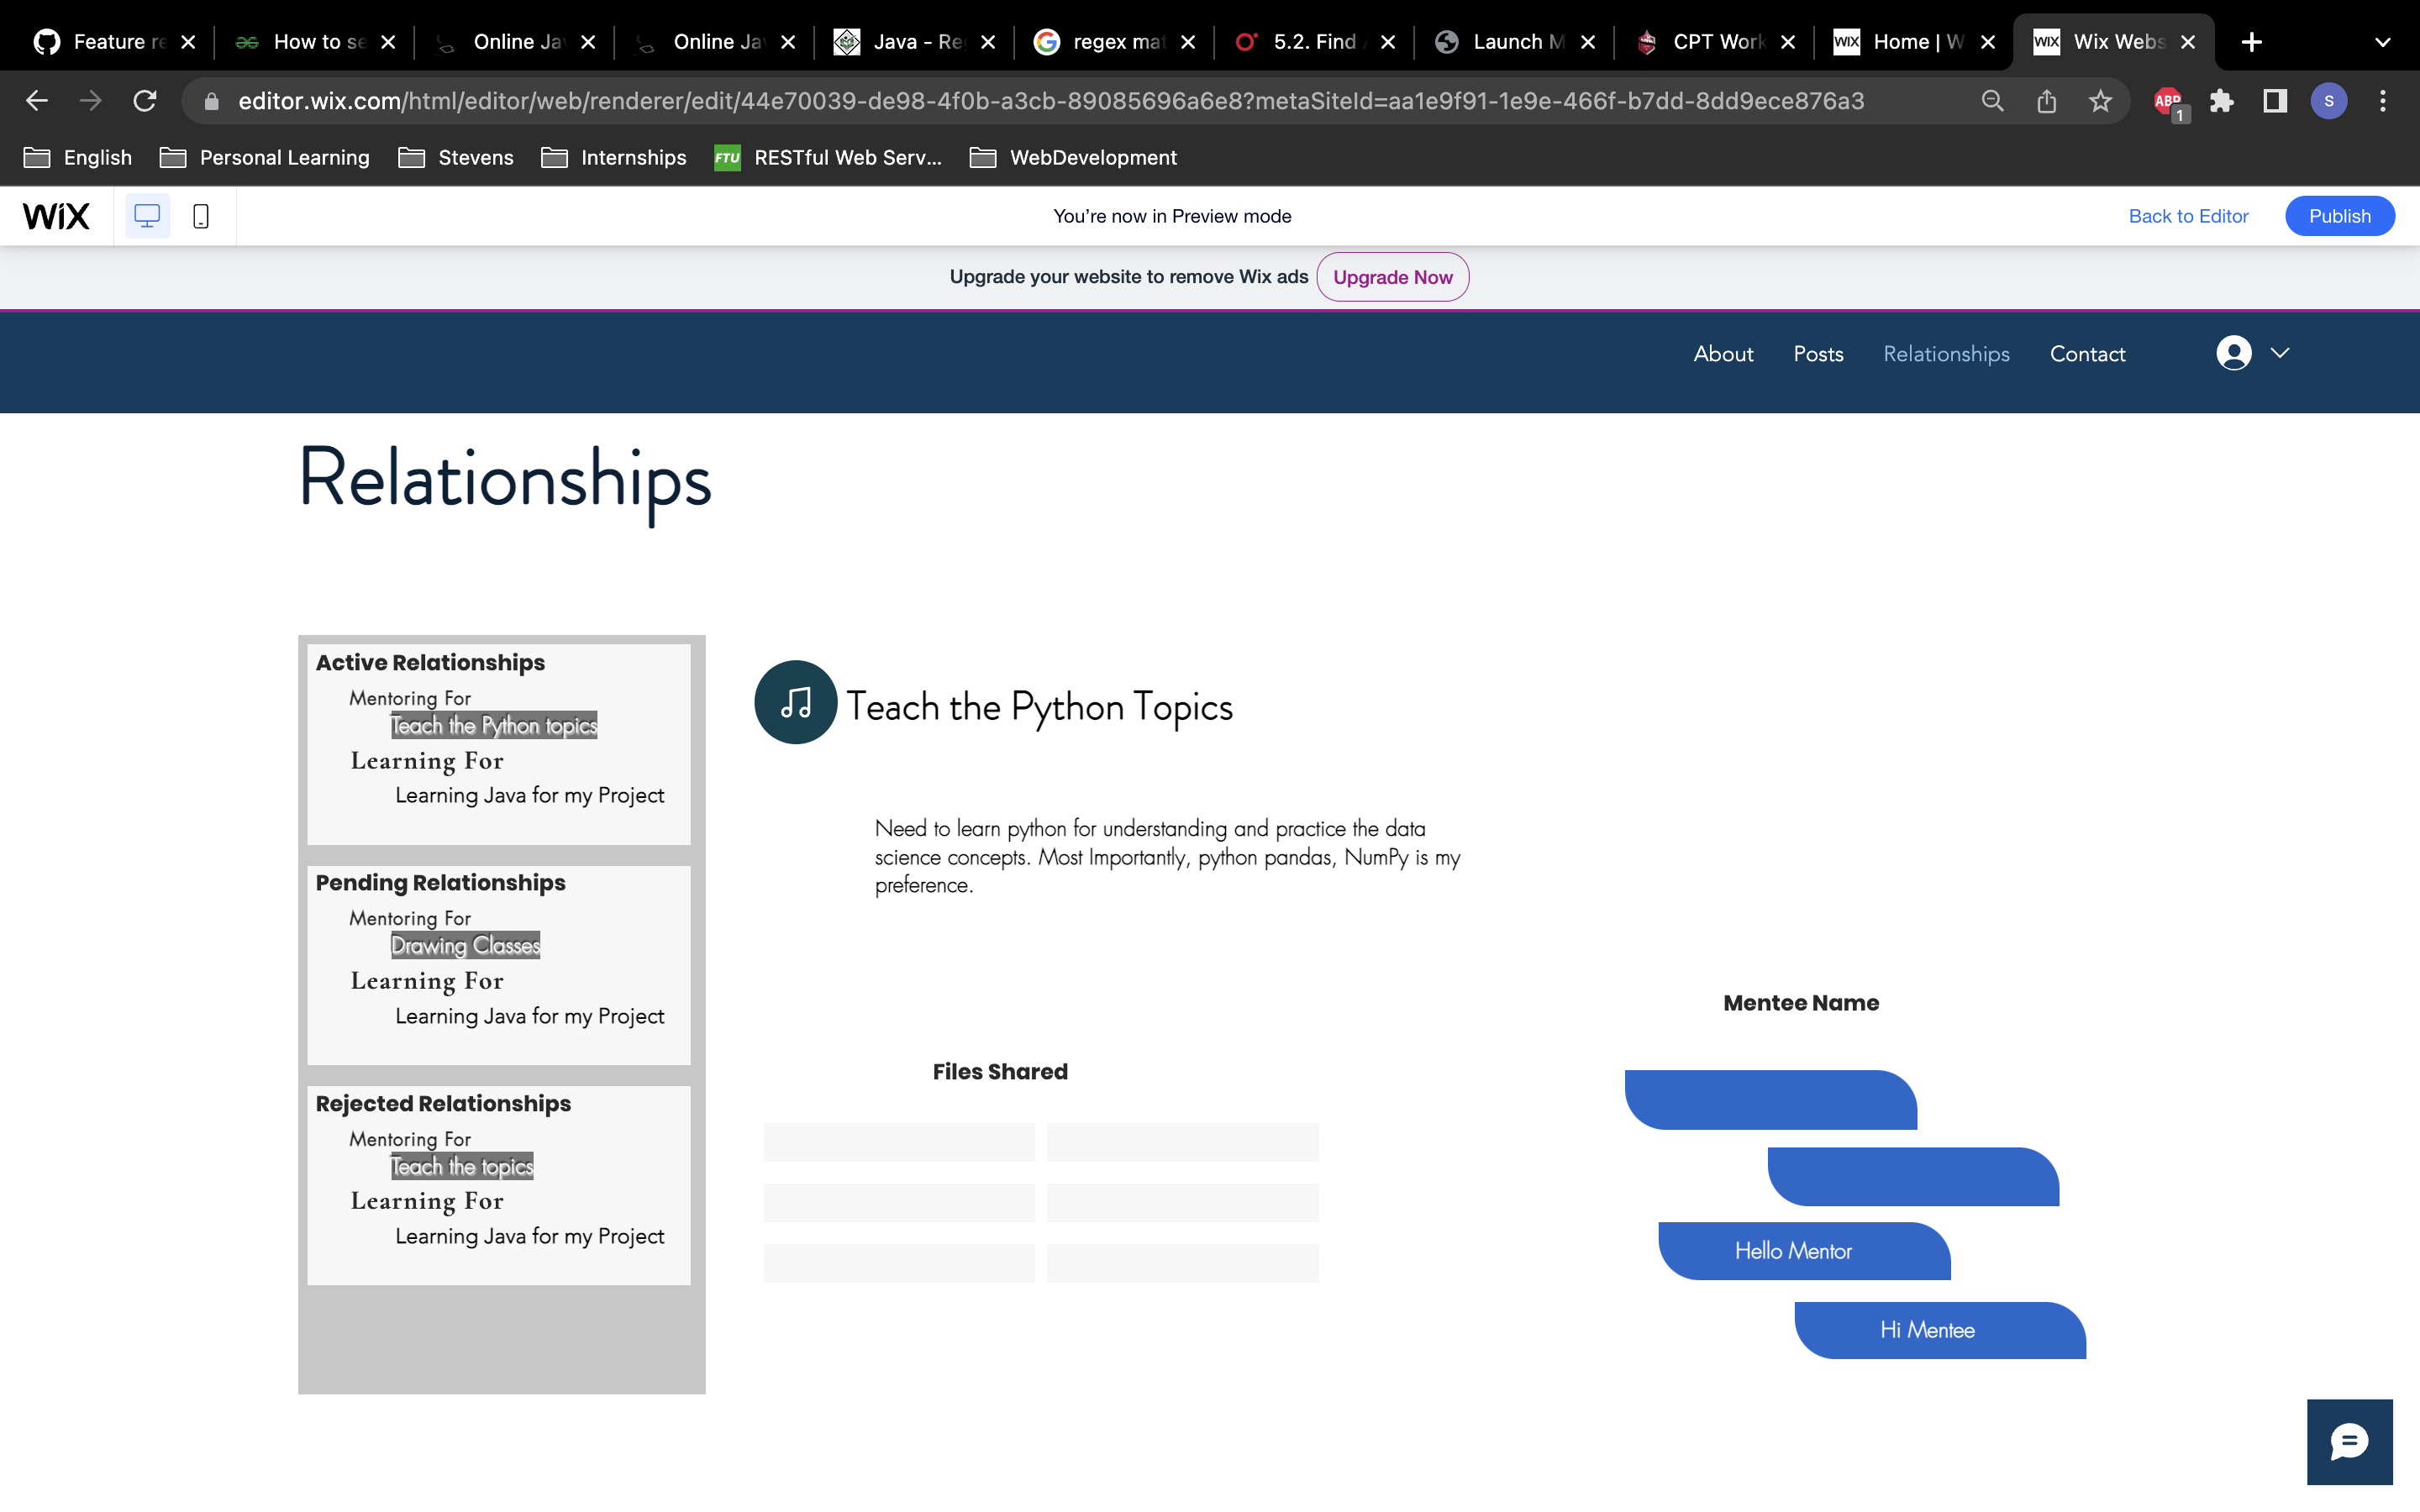 Feature re
How to se
Online Ja
Online Ja
Java - Re
regex mat
5.2. Find
Launch M
CPT Work
WIX Home | W
WIX Wix Webs
editor.wix.com/html/editor/web/renderer/edit/44e70039-de98-4f0b-a3cb-89085696a6e8?metaSiteId=aa1e9f91-1e9e-466f-b7dd-8dd9ece876a3
ABP
1
S
English
Personal Learning
Stevens
Internships
FTU RESTful Web Serv...
WebDevelopment
WiX
You're now in Preview mode
Back to Editor
Publish
Upgrade your website to remove Wix ads
Upgrade Now
About
Posts
Relationships
Contact
Relationships
Active Relationships
Mentoring For
Teach the Python topics
Learning For
Learning Java for my Project
Pending Relationships
Mentoring For
Drawing Classes
Learning For
Learning Java for my Project
Rejected Relationships
Mentoring For
Teach the topics
Learning For
Learning Java for my Project
Teach the Python Topics
Need to learn python for understanding and practice the data
science concepts. Most Importantly, python pandas, NumPy is my
preference.
Files Shared
Mentee Name
Hello Mentor
Hi Mentee